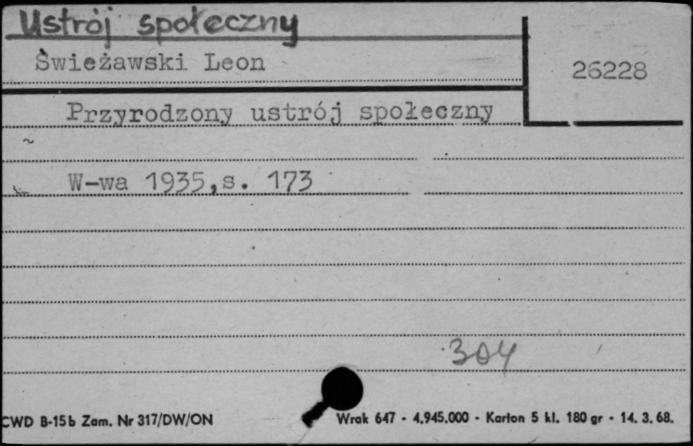 Ustrój społeczny
Świeżawski Leon
26228
Przyrodzony ustrój społeczny
W-wa 1935,s. 173
304
CWD B-15b Zam. Nr 317/DW/ON
Wrak 647 - 4.945.000 - Karton 5 kl. 180 gr - 14. 3. 68.